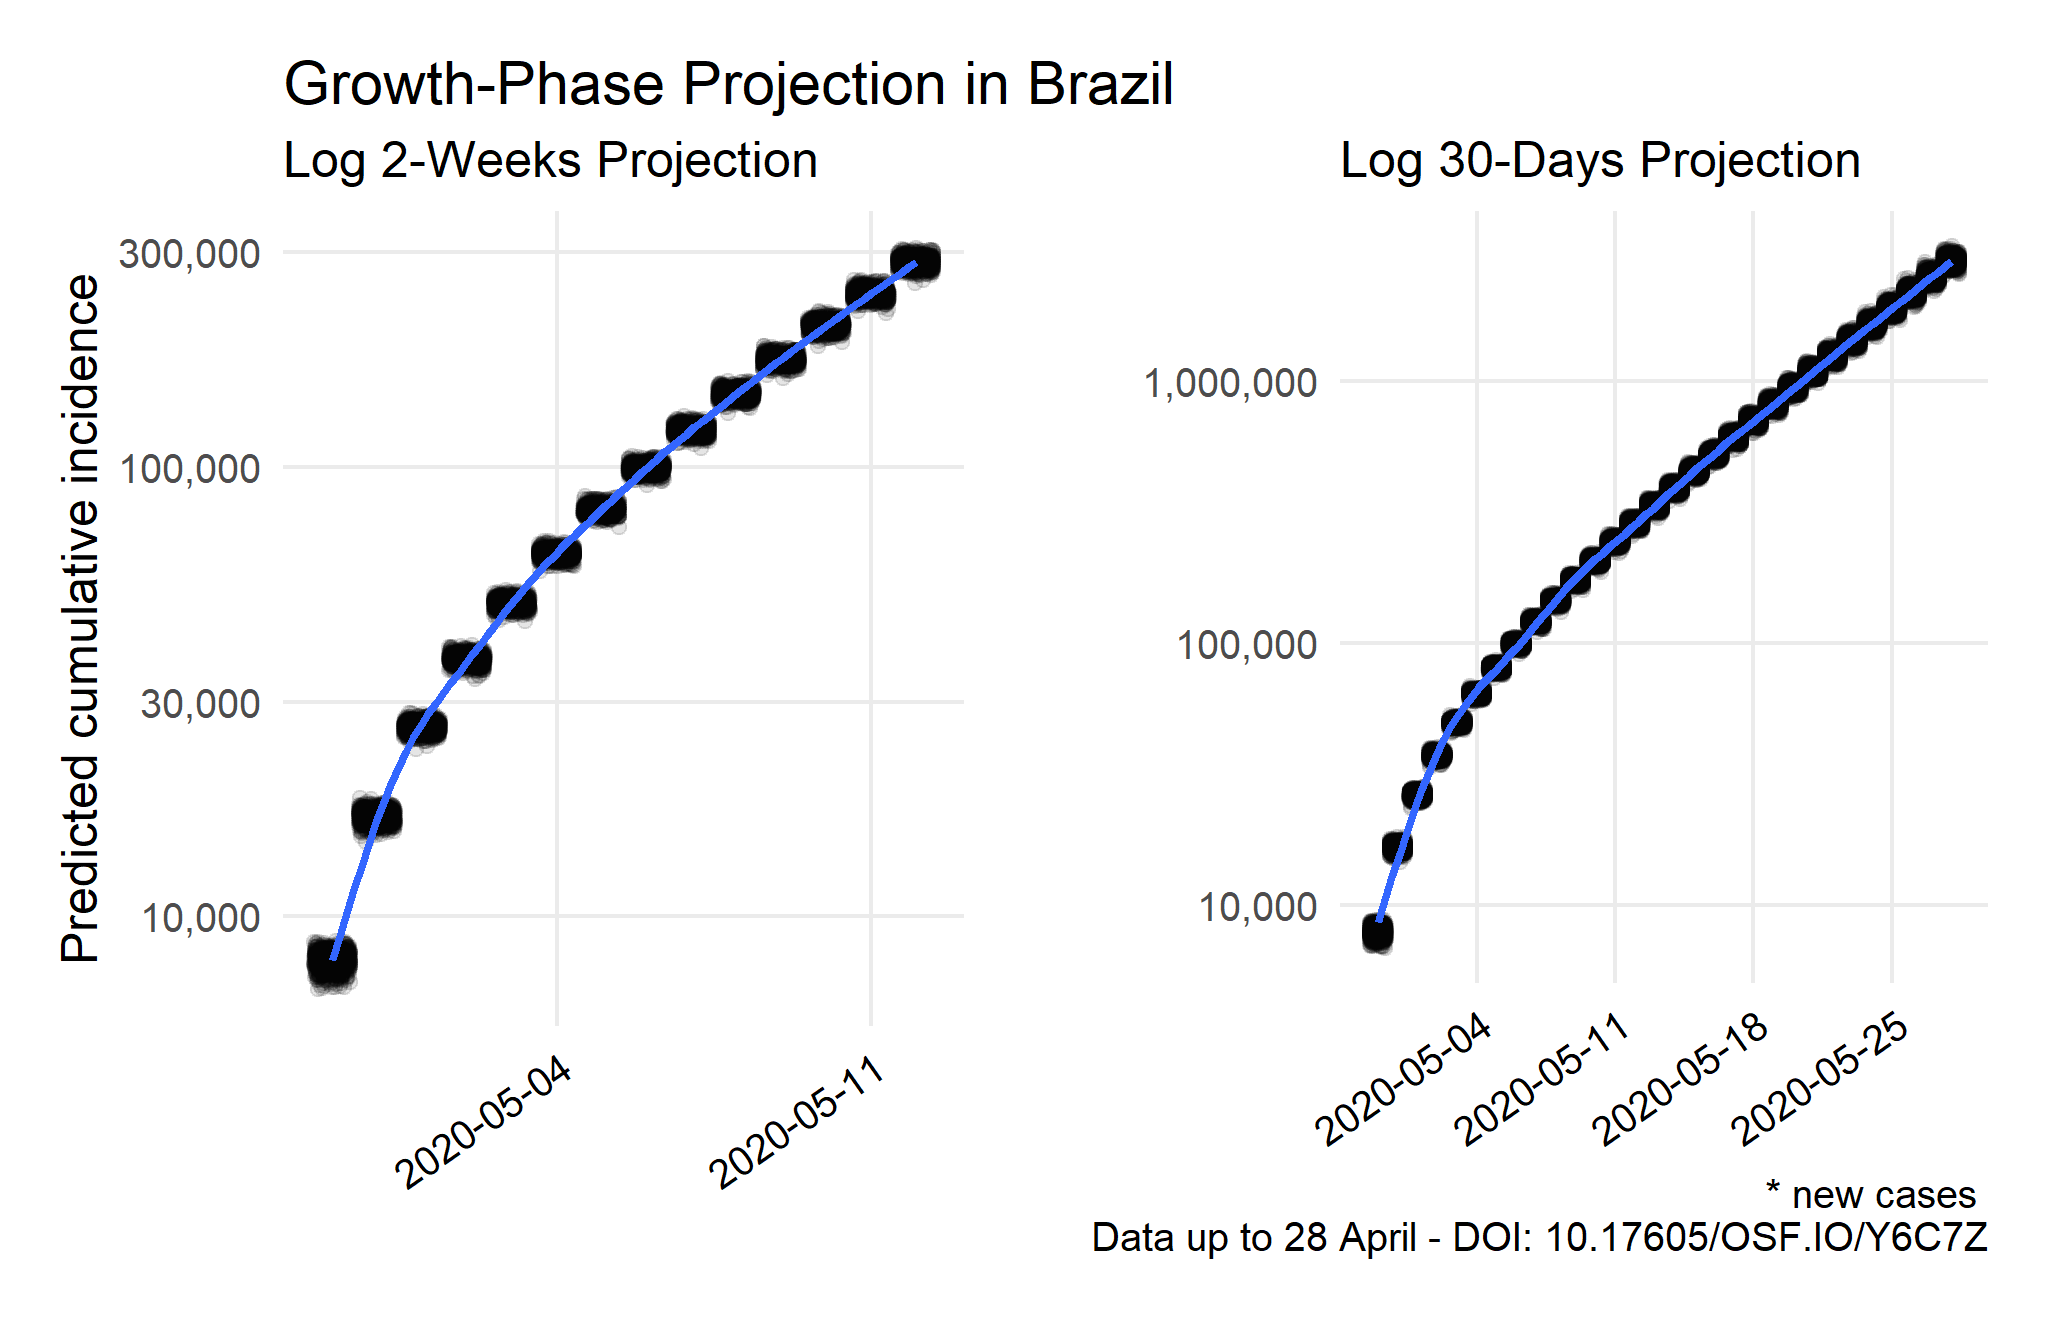 Growth-Phase Projection in Brazil
Log 2-Weeks Projection
Predicted cumulative incidence
300,000
100,000
30,000
10,000
2020-05-04
2020-05-11
Log 30-Days Projection
1,000,000
100,000
10,000
2020-05-04
2020-05-11
2020-05-18
2020-05-25
* new cases
Data up to 28 April - DOI: 10.17605/OSF.IO/Y6C7Z